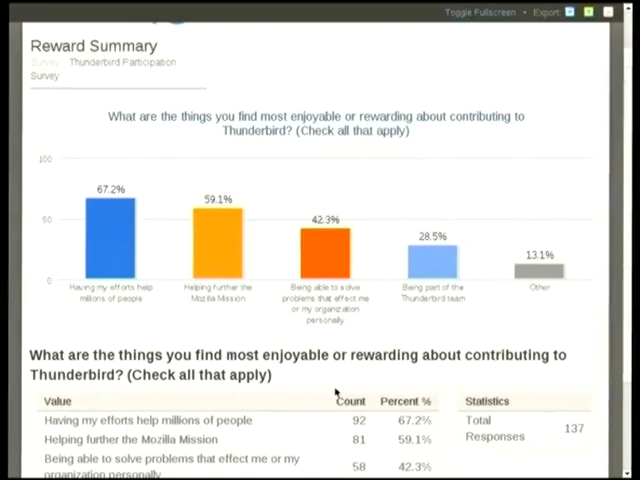 Toggle Fullscreen • Export:
Reward Summary
Survey: Thunderbird Participation
Survey
What are the things you find most enjoyable or rewarding about contributing to
Thunderbird? (Check all that apply)
100
67.2%
59.1%
50
42.3%
28.5%
13.1%
0
Having my efforts help
millions of people
Helping further the
Mozilla Mission
Being able to solve
problems that effect me
or my organization
personally
Being part of the
Thunderbird team
Other
What are the things you find most enjoyable or rewarding about contributing to
Thunderbird? (Check all that apply)
Value Count Percent %
Having my efforts help millions of people 92 67.2%
Helping further the Mozilla Mission 81 59.1%
Being able to solve problems that effect me or my
organization personally 58 42.3%
Statistics
Total
Responses 137